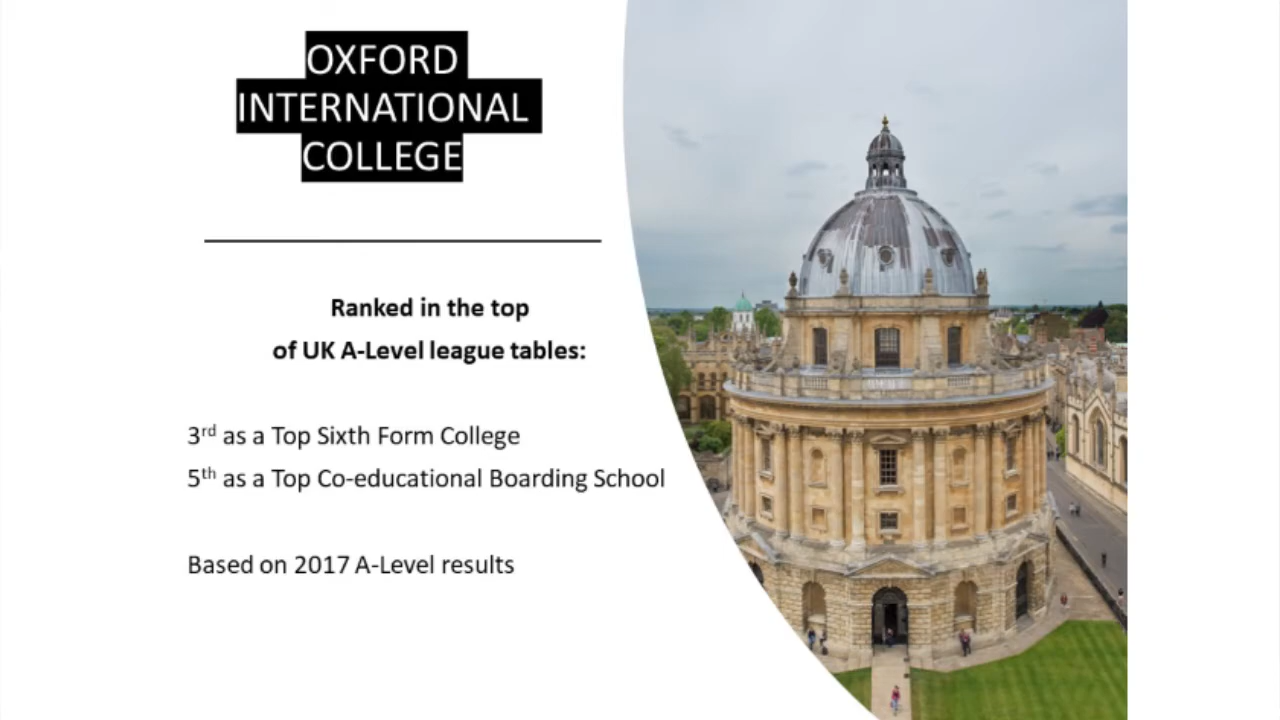 OXFORD
INTERNATIONAL
COLLEGE
Ranked in the top
of UK A-Level league tables:
3rd as a Top Sixth Form College
5th as a Top Co-educational Boarding School
Based on 2017 A-Level results